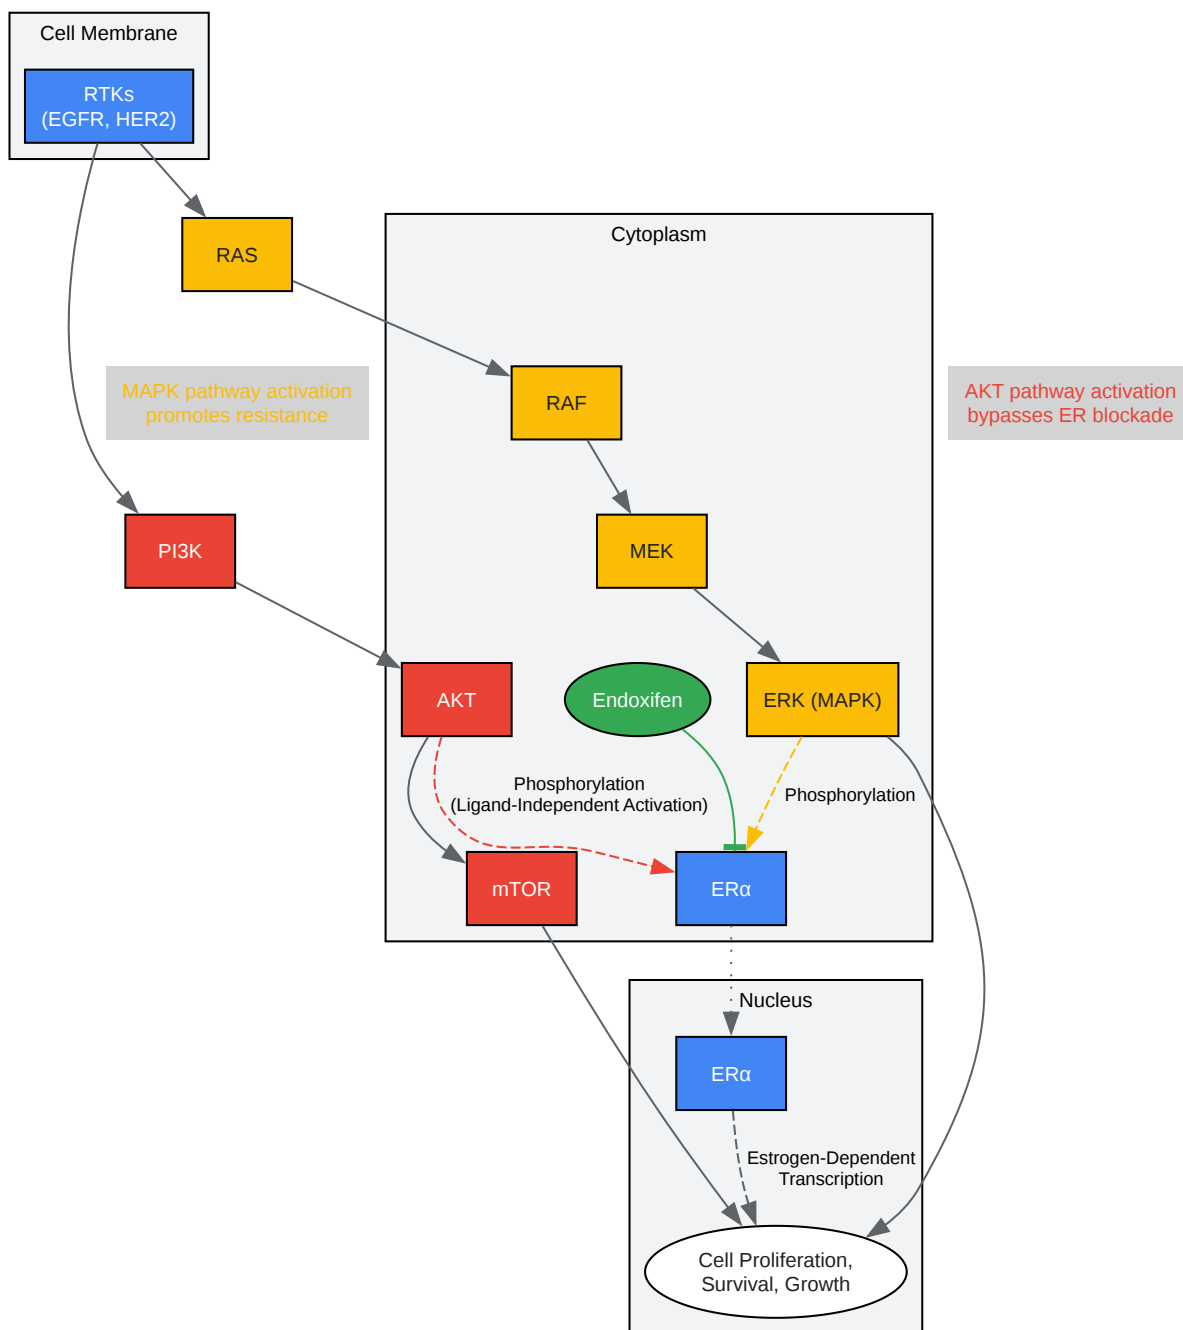 Cell Membrane
RTKs
(EGFR, HER2)
RAS
Cytoplasm
MAPK pathway activation
promotes resistance
RAF
AKT pathway activation
bypasses ER blockade
PI3K
MEK
AKT
Endoxifen
ERK (MAPK)
Phosphorylation
(Ligand-Independent Activation)
Phosphorylation
mTOR
ERα
Nucleus
ERα
Estrogen-Dependent
Transcription
Cell Proliferation,
Survival, Growth